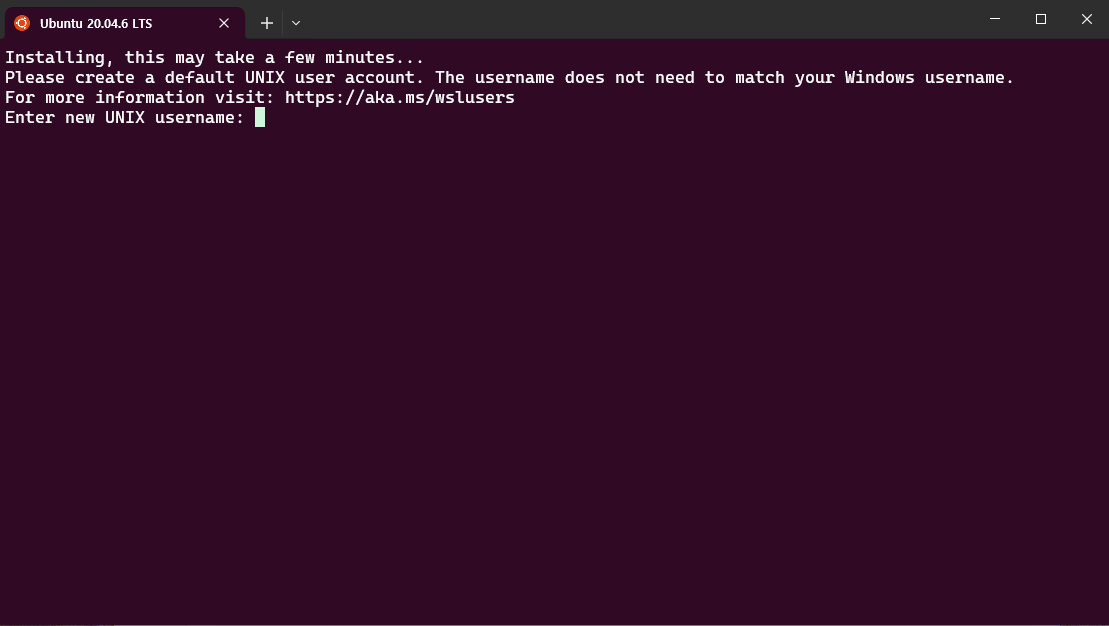 Ubuntu 20.04.6 LTS
Installing, this may take a few minutes...
Please create a default UNIX user account. The username does not need to match your Windows username.
For more information visit: https://aka.ms/wslusers
Enter new UNIX username: